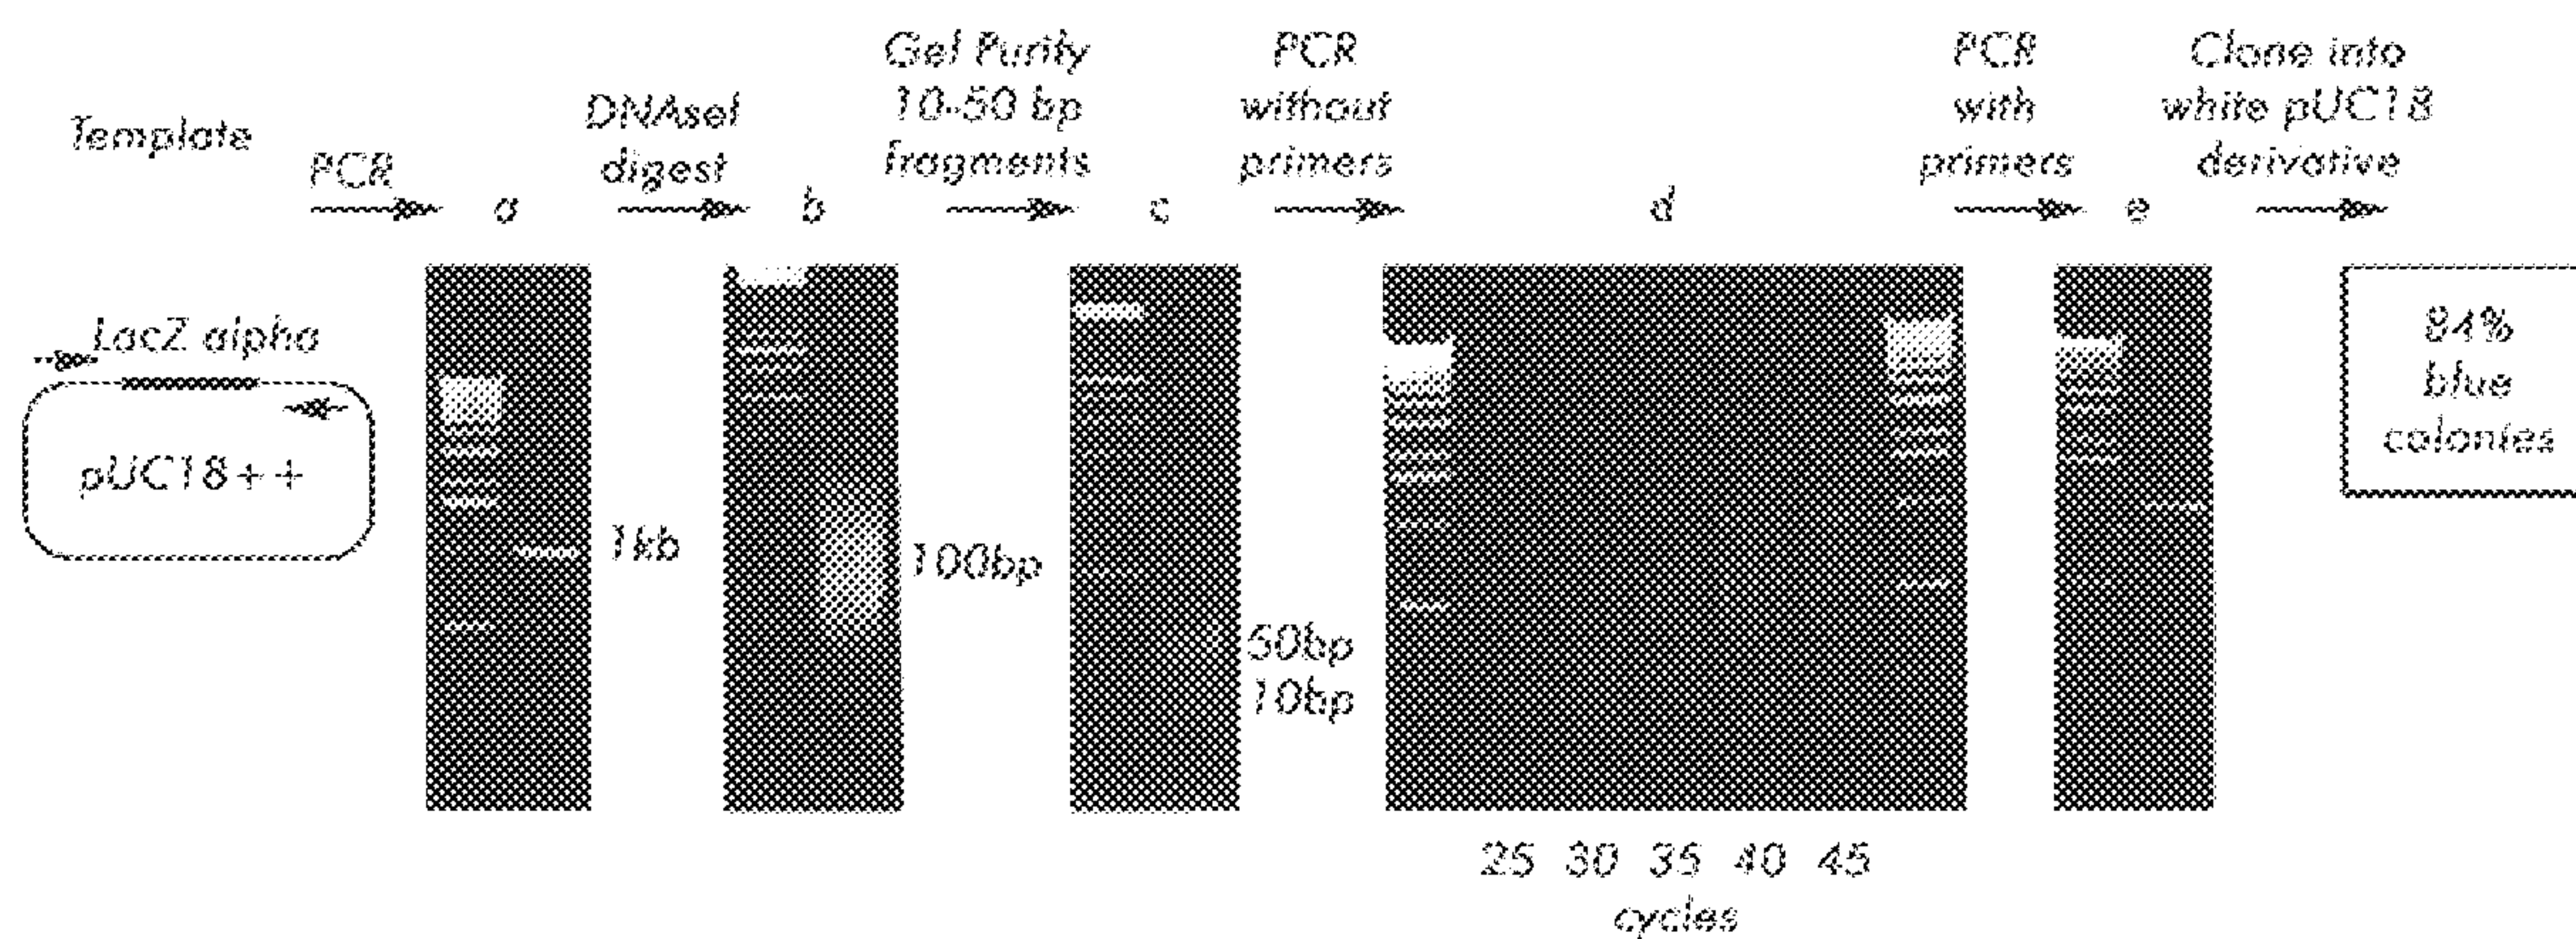 Template
PCR
a
DNAseI
digest
b
Gel Purify
10-50 bp
fragments
c
PCR
without
primers
d
PCR
with
primers
e
Clone into
white pUC18
derivative
LacZ alpha
pUC18++
1kb
100bp
50bp
10bp
84%
blue
colonies
25 30 35 40 45
cycles